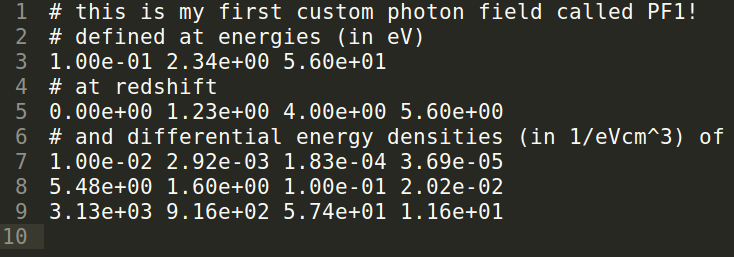 1 # this is my first custom photon field called PF1!
2 # defined at energies (in eV)
3 1.00e-01 2.34e+00 5.60e+01
4 # at redshift
5 0.00e+00 1.23e+00 4.00e+00 5.60e+00
6 # and differential energy densities (in 1/eVcm^3) of
7 1.00e-02 2.92e-03 1.83e-04 3.69e-05
8 5.48e+00 1.60e+00 1.00e-01 2.02e-02
9 3.13e+03 9.16e+02 5.74e+01 1.16e+01
10